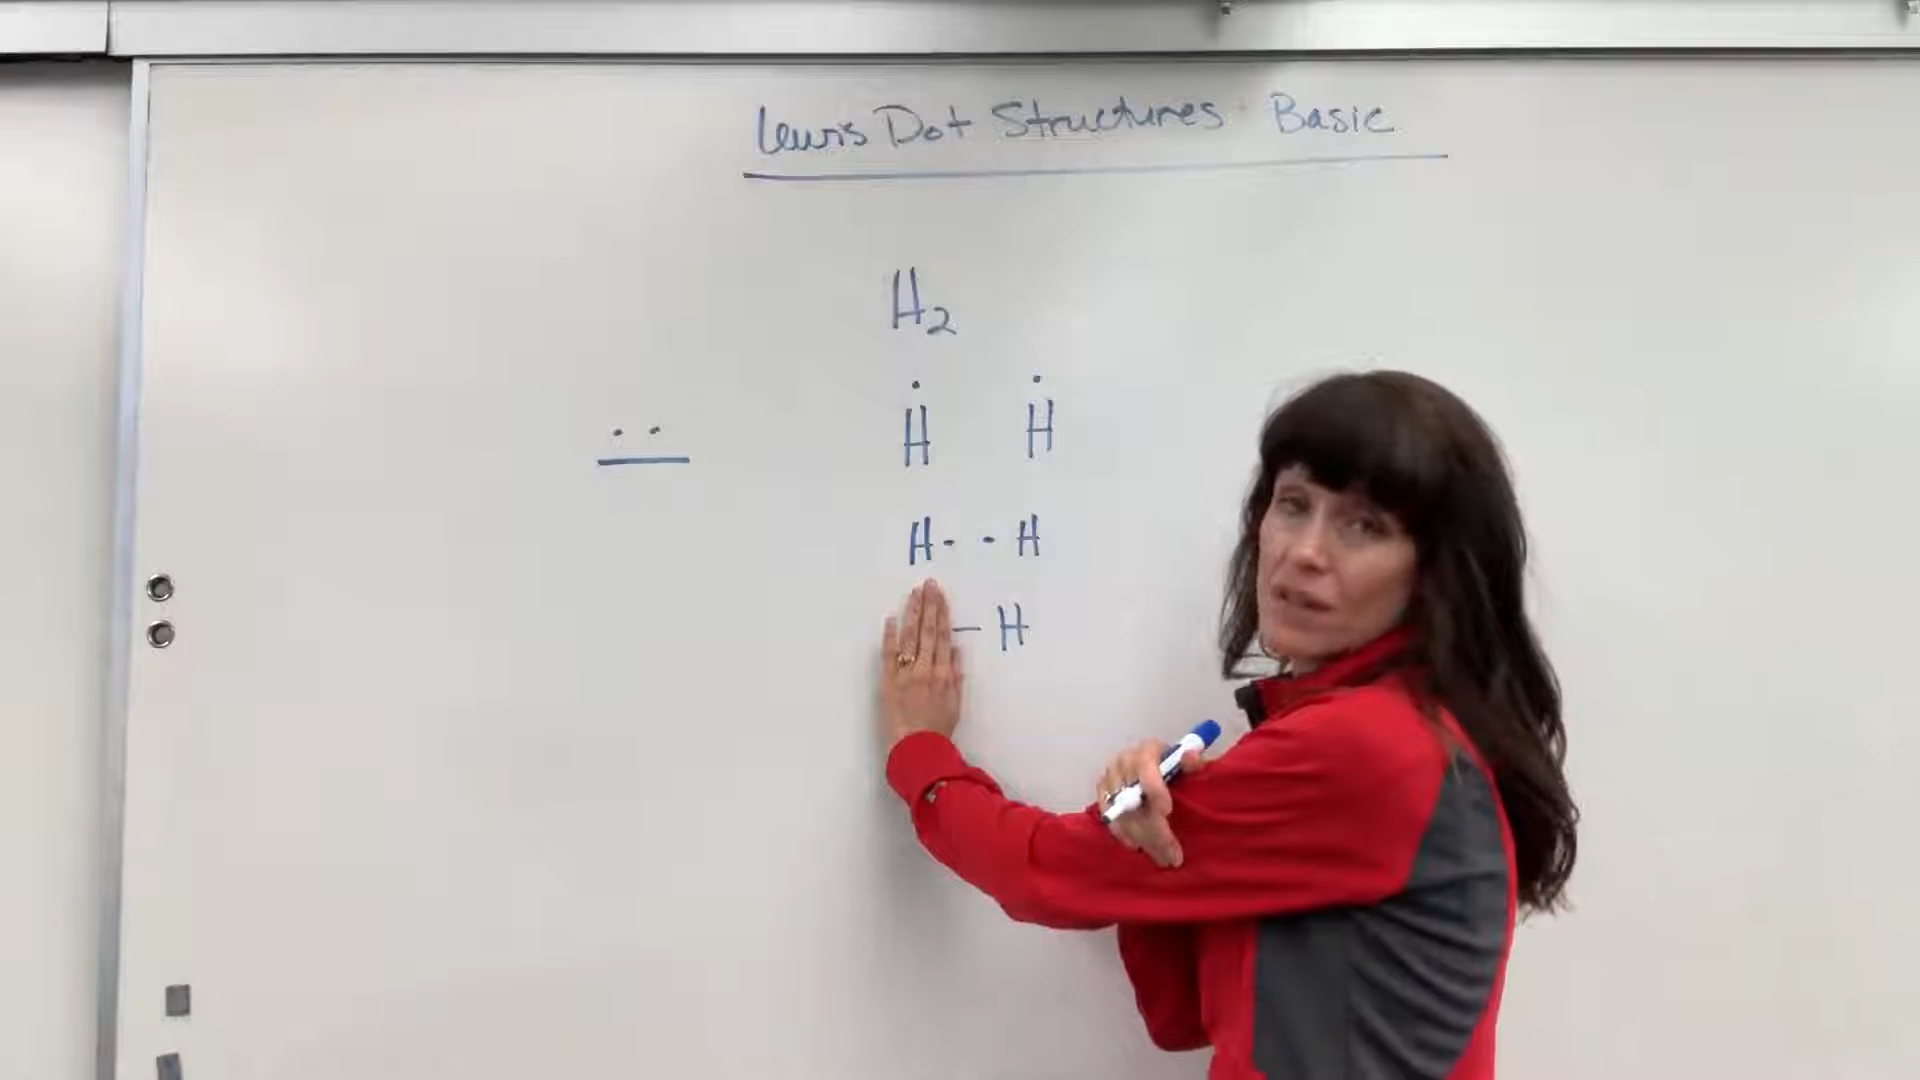 Lewis Dot Structures - Basic
H₂
Ḣ Ḣ
. .
H· ·H
—H